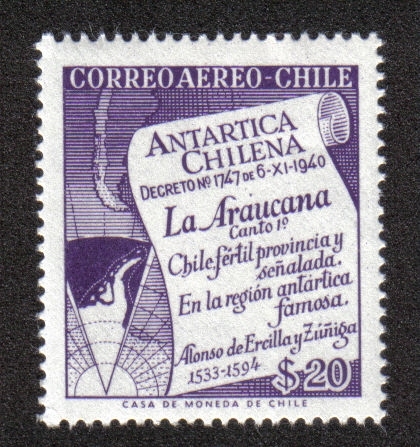 CORREO AEREO-CHILE
ANTARTICA
CHILENA
DECRETO Nº 1747 DE 6-XI-1940
La Araucana
Canto 1º
Chile fértil provincia y
señalada.
En la región antártica
famosa.
Alonso de Ercilla y Zúñiga
1533-1594
$20
CASA DE MONEDA DE CHILE